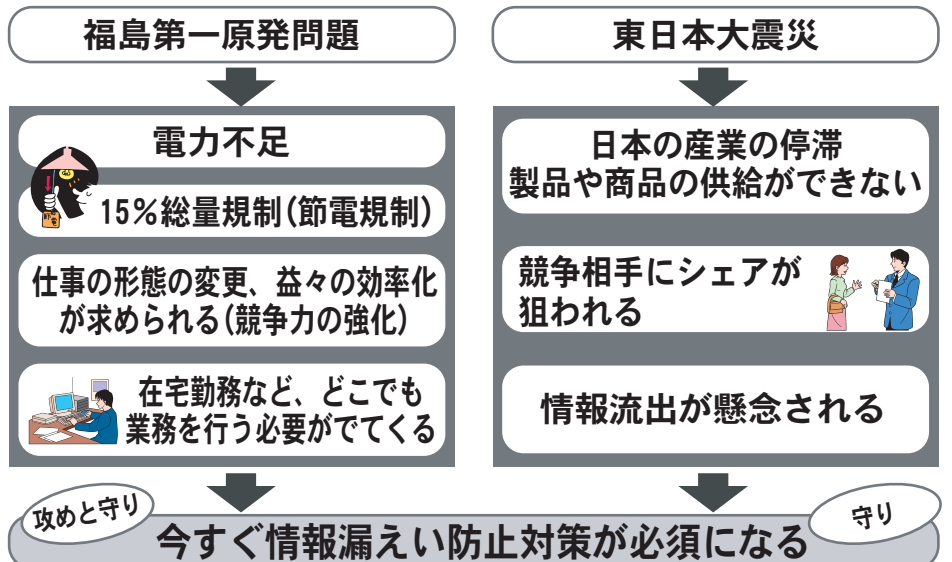 福島第一原発問題
電力不足
15%総量規制(節電規制)
仕事の形態の変更、益々の効率化
が求められる(競争力の強化)
在宅勤務など、どこでも
業務を行う必要がでてくる
東日本大震災
日本の産業の停滞
製品や商品の供給ができない
競争相手にシェアが
狙われる
情報流出が懸念される
攻めと守り
守り
今すぐ情報漏えい防止対策が必須になる